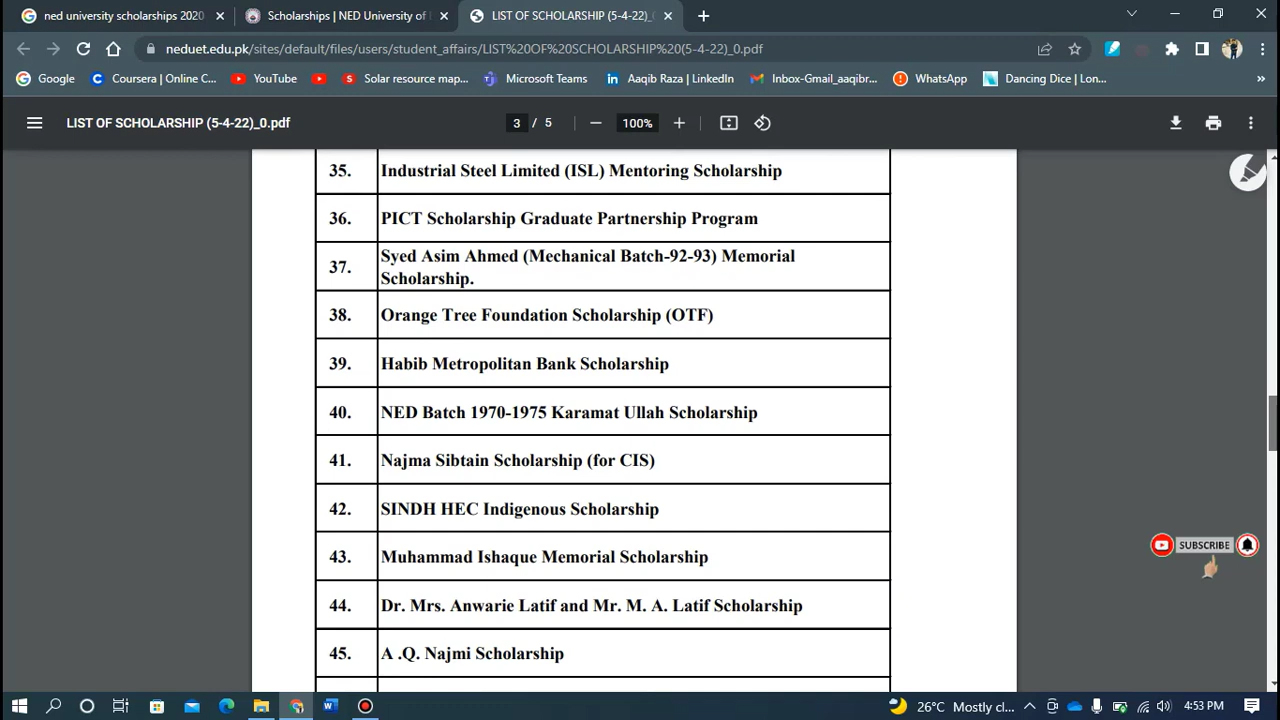 ned university scholarships 2020
Scholarships | NED University of E
LIST OF SCHOLARSHIP (5-4-22)_0.
neduet.edu.pk/sites/default/files/users/student_affairs/LIST%20OF%20SCHOLARSHIP%20(5-4-22)_0.pdf
Google
Coursera | Online C...
YouTube
Solar resource map...
Microsoft Teams
Aaqib Raza | LinkedIn
Inbox-Gmail_aaqibr...
WhatsApp
Dancing Dice | Lon...
»
LIST OF SCHOLARSHIP (5-4-22)_0.pdf
3 / 5
100%
35. Industrial Steel Limited (ISL) Mentoring Scholarship
36. PICT Scholarship Graduate Partnership Program
37. Syed Asim Ahmed (Mechanical Batch-92-93) Memorial
Scholarship.
38. Orange Tree Foundation Scholarship (OTF)
39. Habib Metropolitan Bank Scholarship
40. NED Batch 1970-1975 Karamat Ullah Scholarship
41. Najma Sibtain Scholarship (for CIS)
42. SINDH HEC Indigenous Scholarship
43. Muhammad Ishaque Memorial Scholarship
44. Dr. Mrs. Anwarie Latif and Mr. M. A. Latif Scholarship
45. A .Q. Najmi Scholarship
SUBSCRIBE
26°C Mostly cl...
4:53 PM